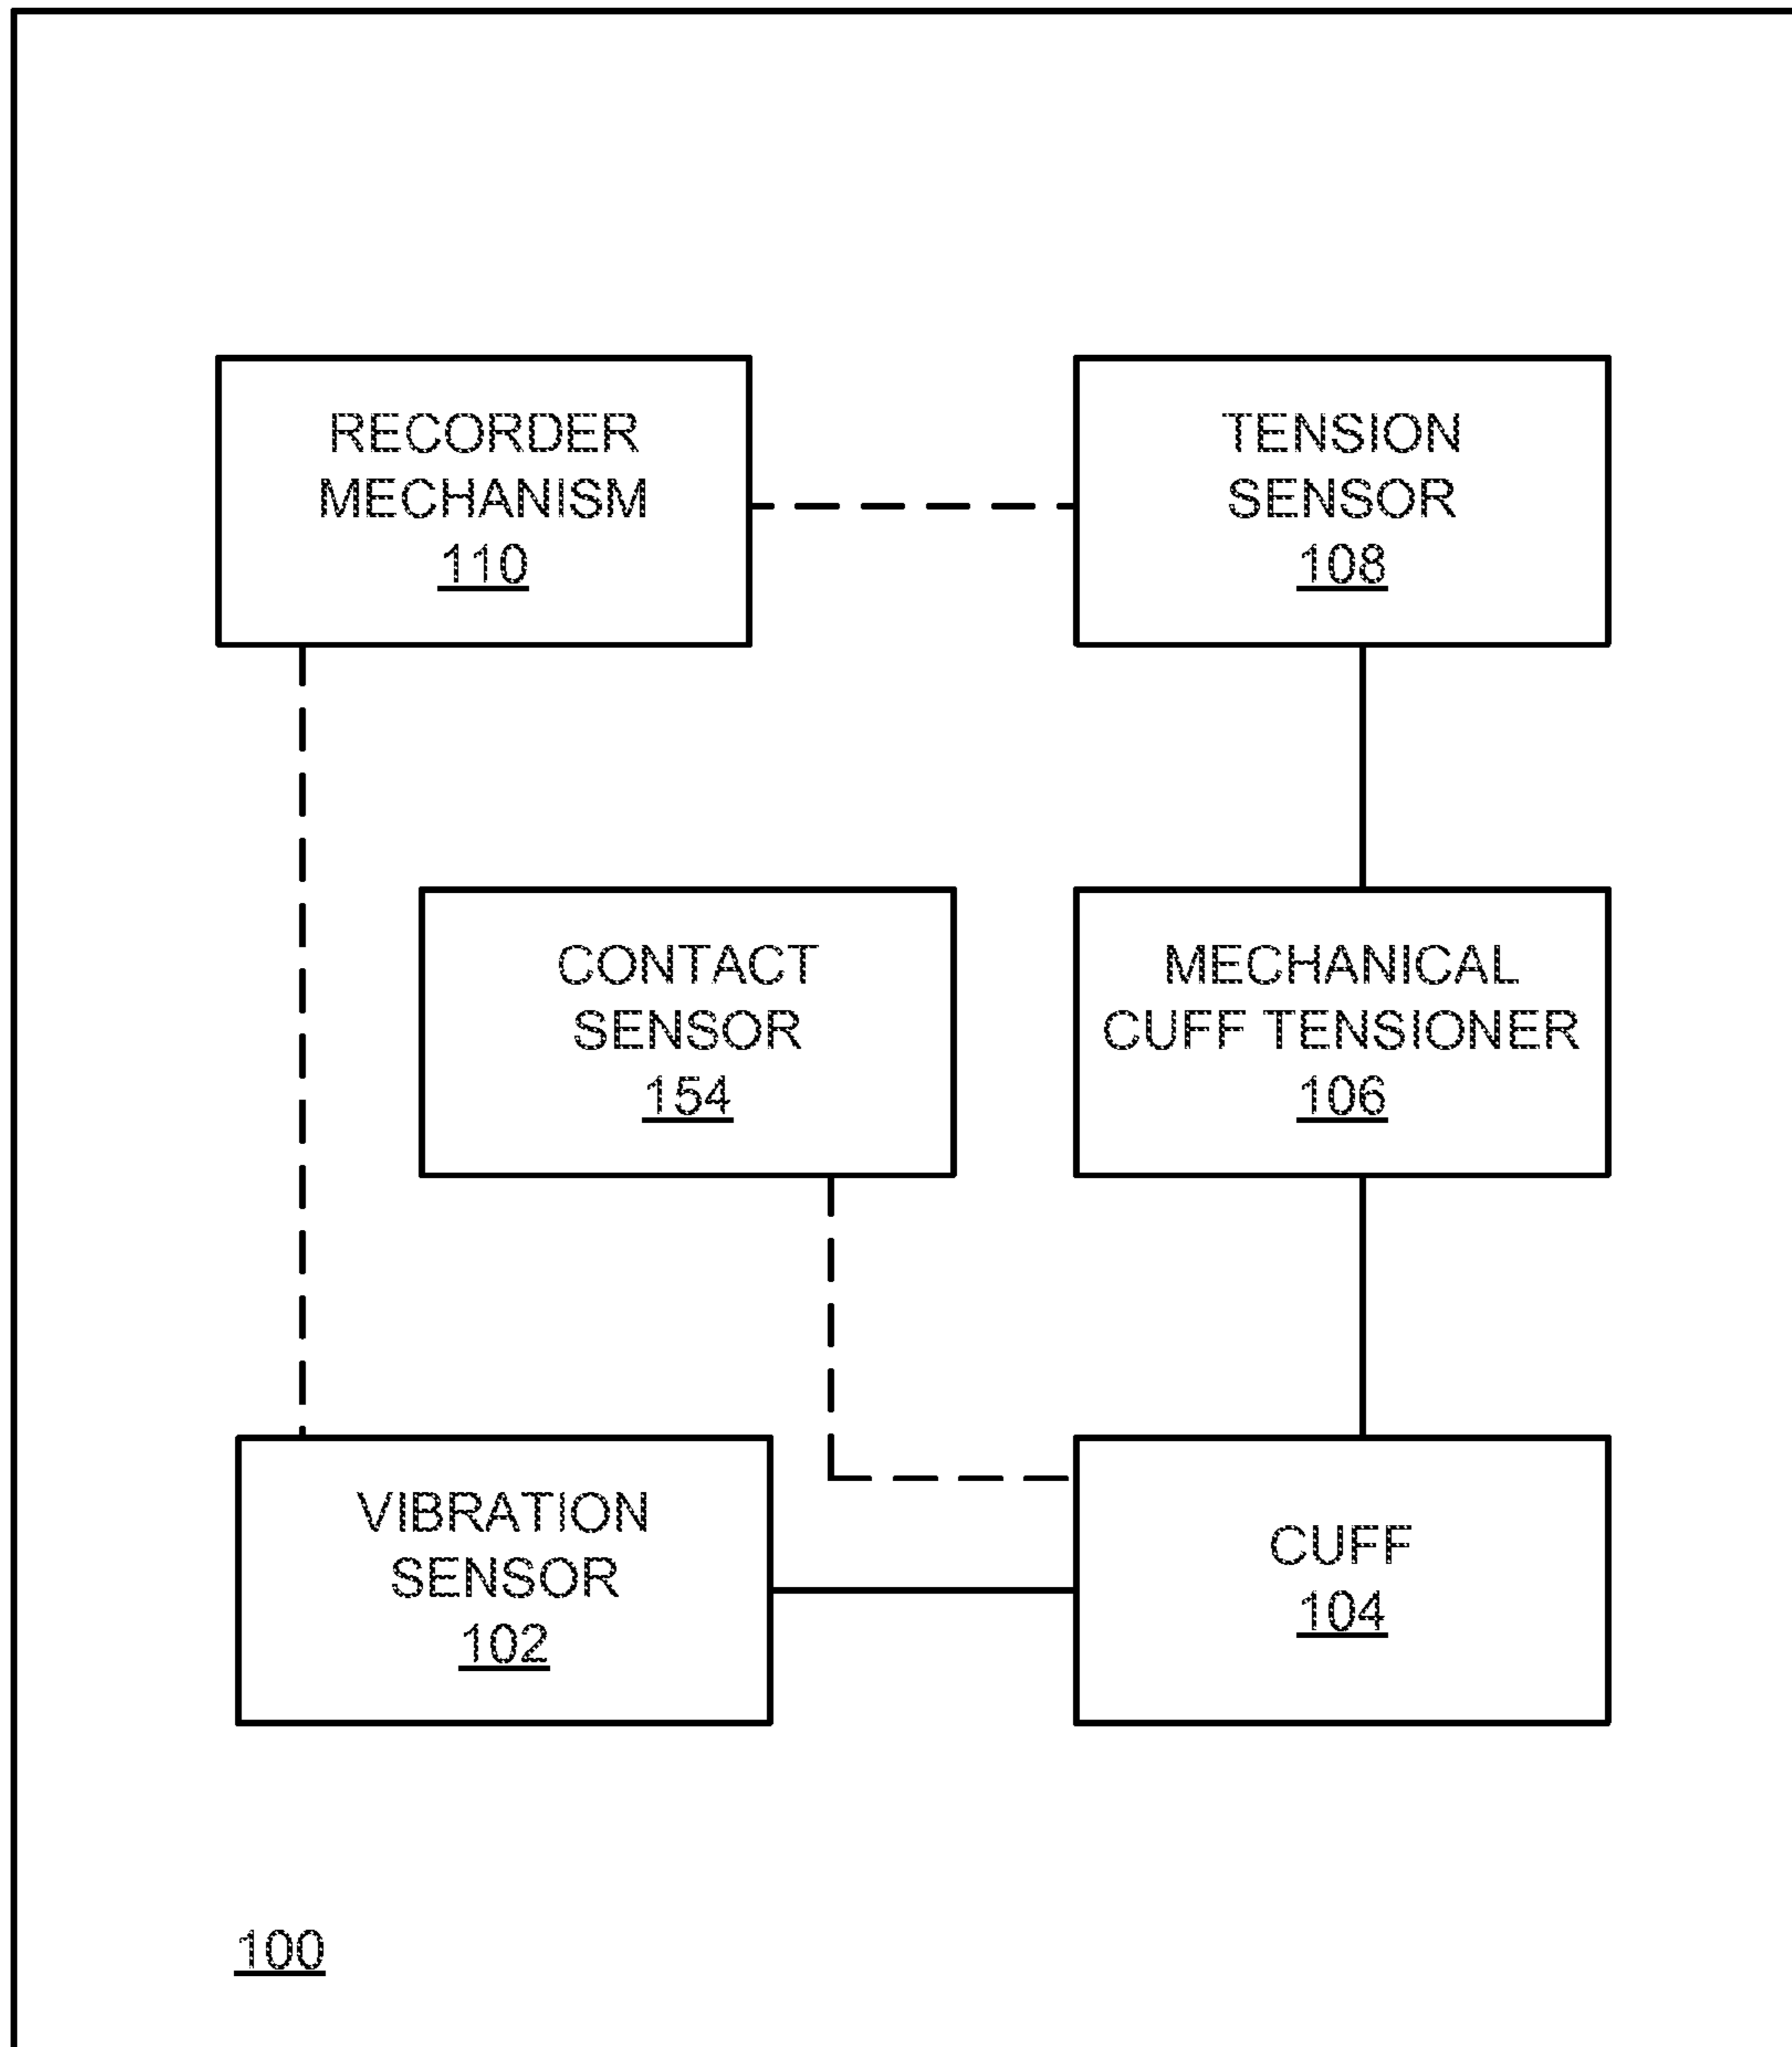 RECORDER
MECHANISM
110
TENSION
SENSOR
108
CONTACT
SENSOR
154
MECHANICAL
CUFF TENSIONER
106
VIBRATION
SENSOR
102
CUFF
104
100